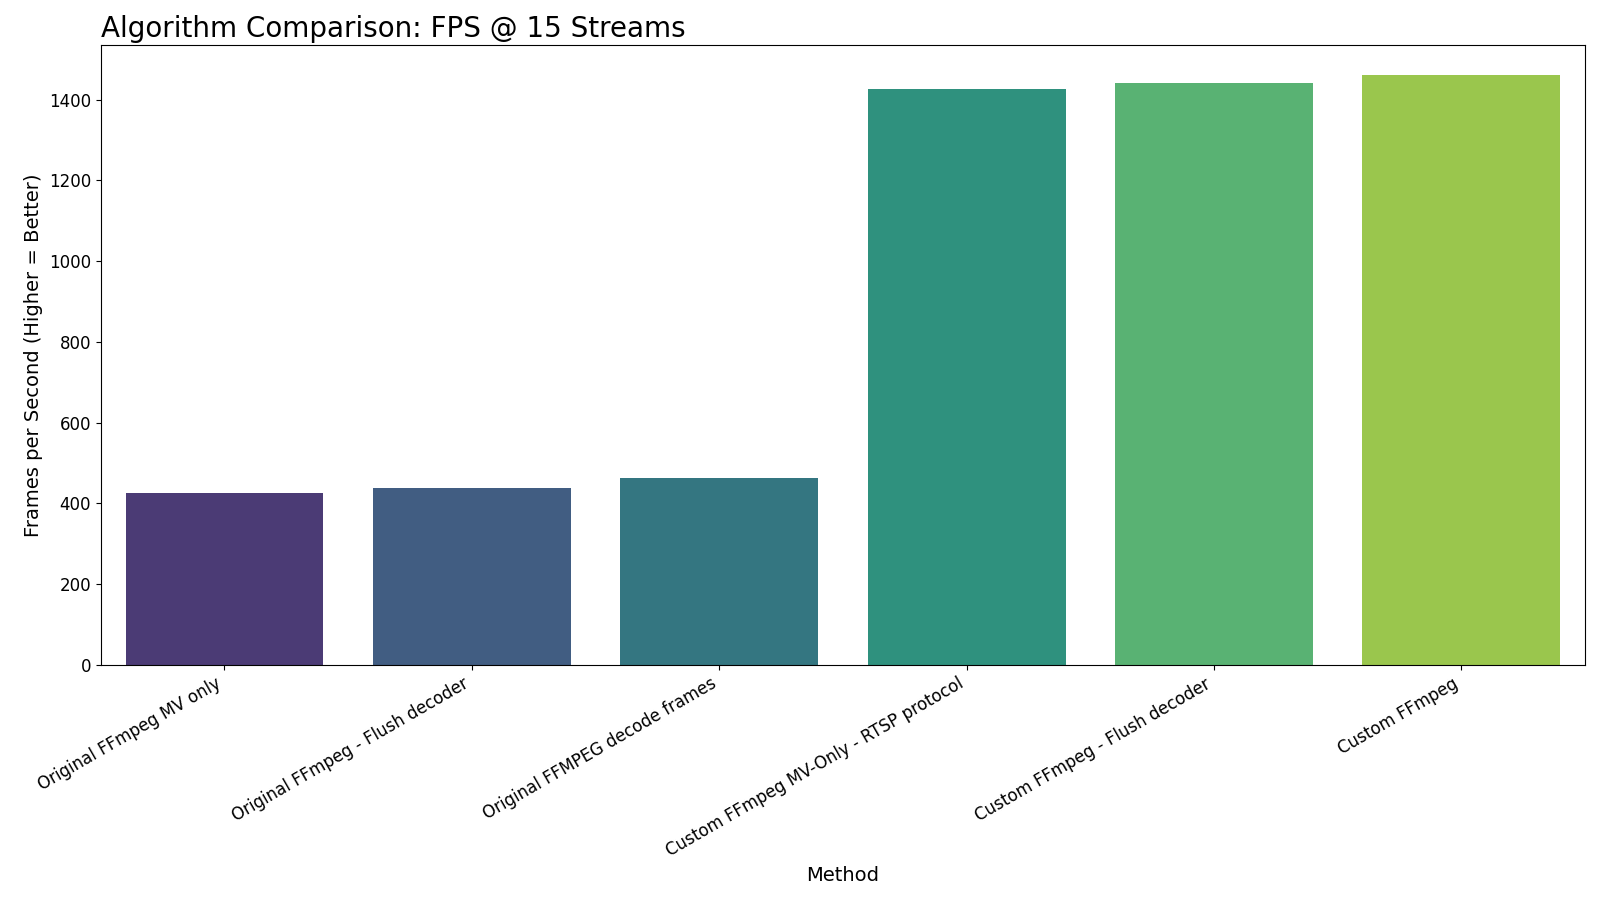 Algorithm Comparison: FPS @ 15 Streams
Frames per Second (Higher = Better)
1400
1200
1000
800
600
400
200
0
Original FFmpeg MV only
Original FFmpeg - Flush decoder
Original FFMPEG decode frames
Custom FFmpeg MV-Only - RTSP protocol
Custom FFmpeg - Flush decoder
Custom FFmpeg
Method